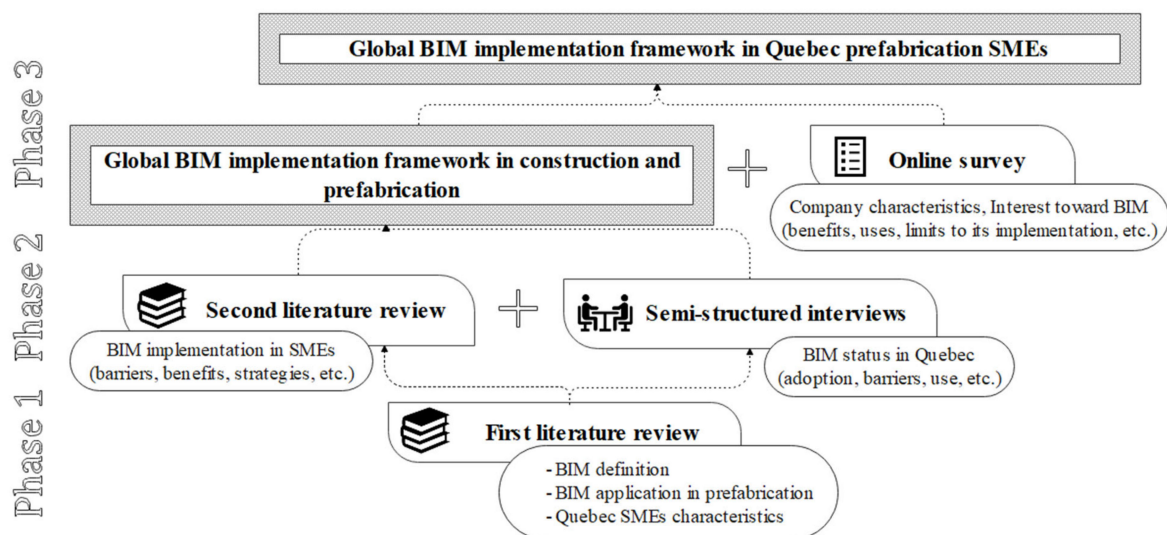 Global BIM implementation framework in Quebec prefabrication SMEs
Phase 3
Global BIM implementation framework in construction and
prefabrication
Online survey
Company characteristics, Interest toward BIM
(benefits, uses, limits to its implementation, etc.)
Phase 2
Second literature review
BIM implementation in SMEs
(barriers, benefits, strategies, etc.)
Semi-structured interviews
BIM status in Quebec
(adoption, barriers, use, etc.)
Phase 1
First literature review
- BIM definition
- BIM application in prefabrication
- Quebec SMEs characteristics